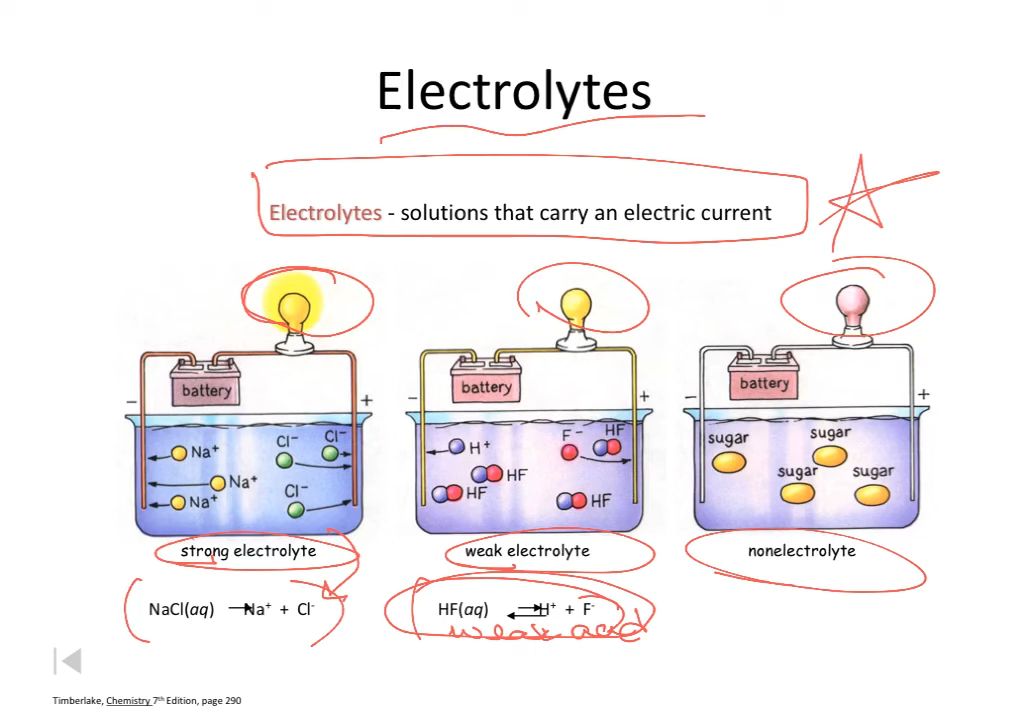 Electrolytes
Electrolytes - solutions that carry an electric current
battery
battery
battery
− +
− +
− +
Na⁺
Na⁺
Na⁺
Cl⁻
Cl⁻
Cl⁻
H⁺
F⁻
HF
HF
HF
HF
sugar
sugar
sugar
sugar
strong electrolyte
weak electrolyte
nonelectrolyte
NaCl(aq) → Na⁺ + Cl⁻
HF(aq) ⇄ H⁺ + F⁻
weak acid
Timberlake, Chemistry 7th Edition, page 290